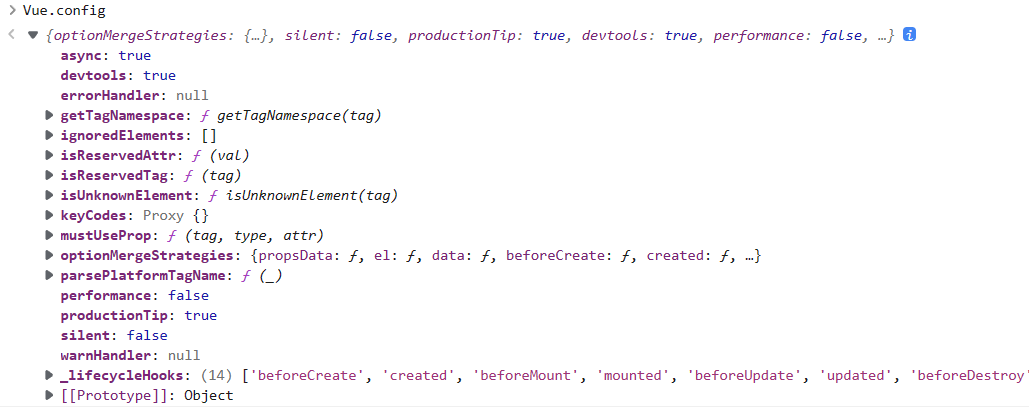 Vue.config
{optionMergeStrategies: {…}, silent: false, productionTip: true, devtools: true, performance: false, …} i
async: true
devtools: true
errorHandler: null
getTagNamespace: ƒ getTagNamespace(tag)
ignoredElements: []
isReservedAttr: ƒ (val)
isReservedTag: ƒ (tag)
isUnknownElement: ƒ isUnknownElement(tag)
keyCodes: Proxy {}
mustUseProp: ƒ (tag, type, attr)
optionMergeStrategies: {propsData: ƒ, el: ƒ, data: ƒ, beforeCreate: ƒ, created: ƒ, …}
parsePlatformTagName: ƒ (_)
performance: false
productionTip: true
silent: false
warnHandler: null
_lifecycleHooks: (14) ['beforeCreate', 'created', 'beforeMount', 'mounted', 'beforeUpdate', 'updated', 'beforeDestroy'
[[Prototype]]: Object